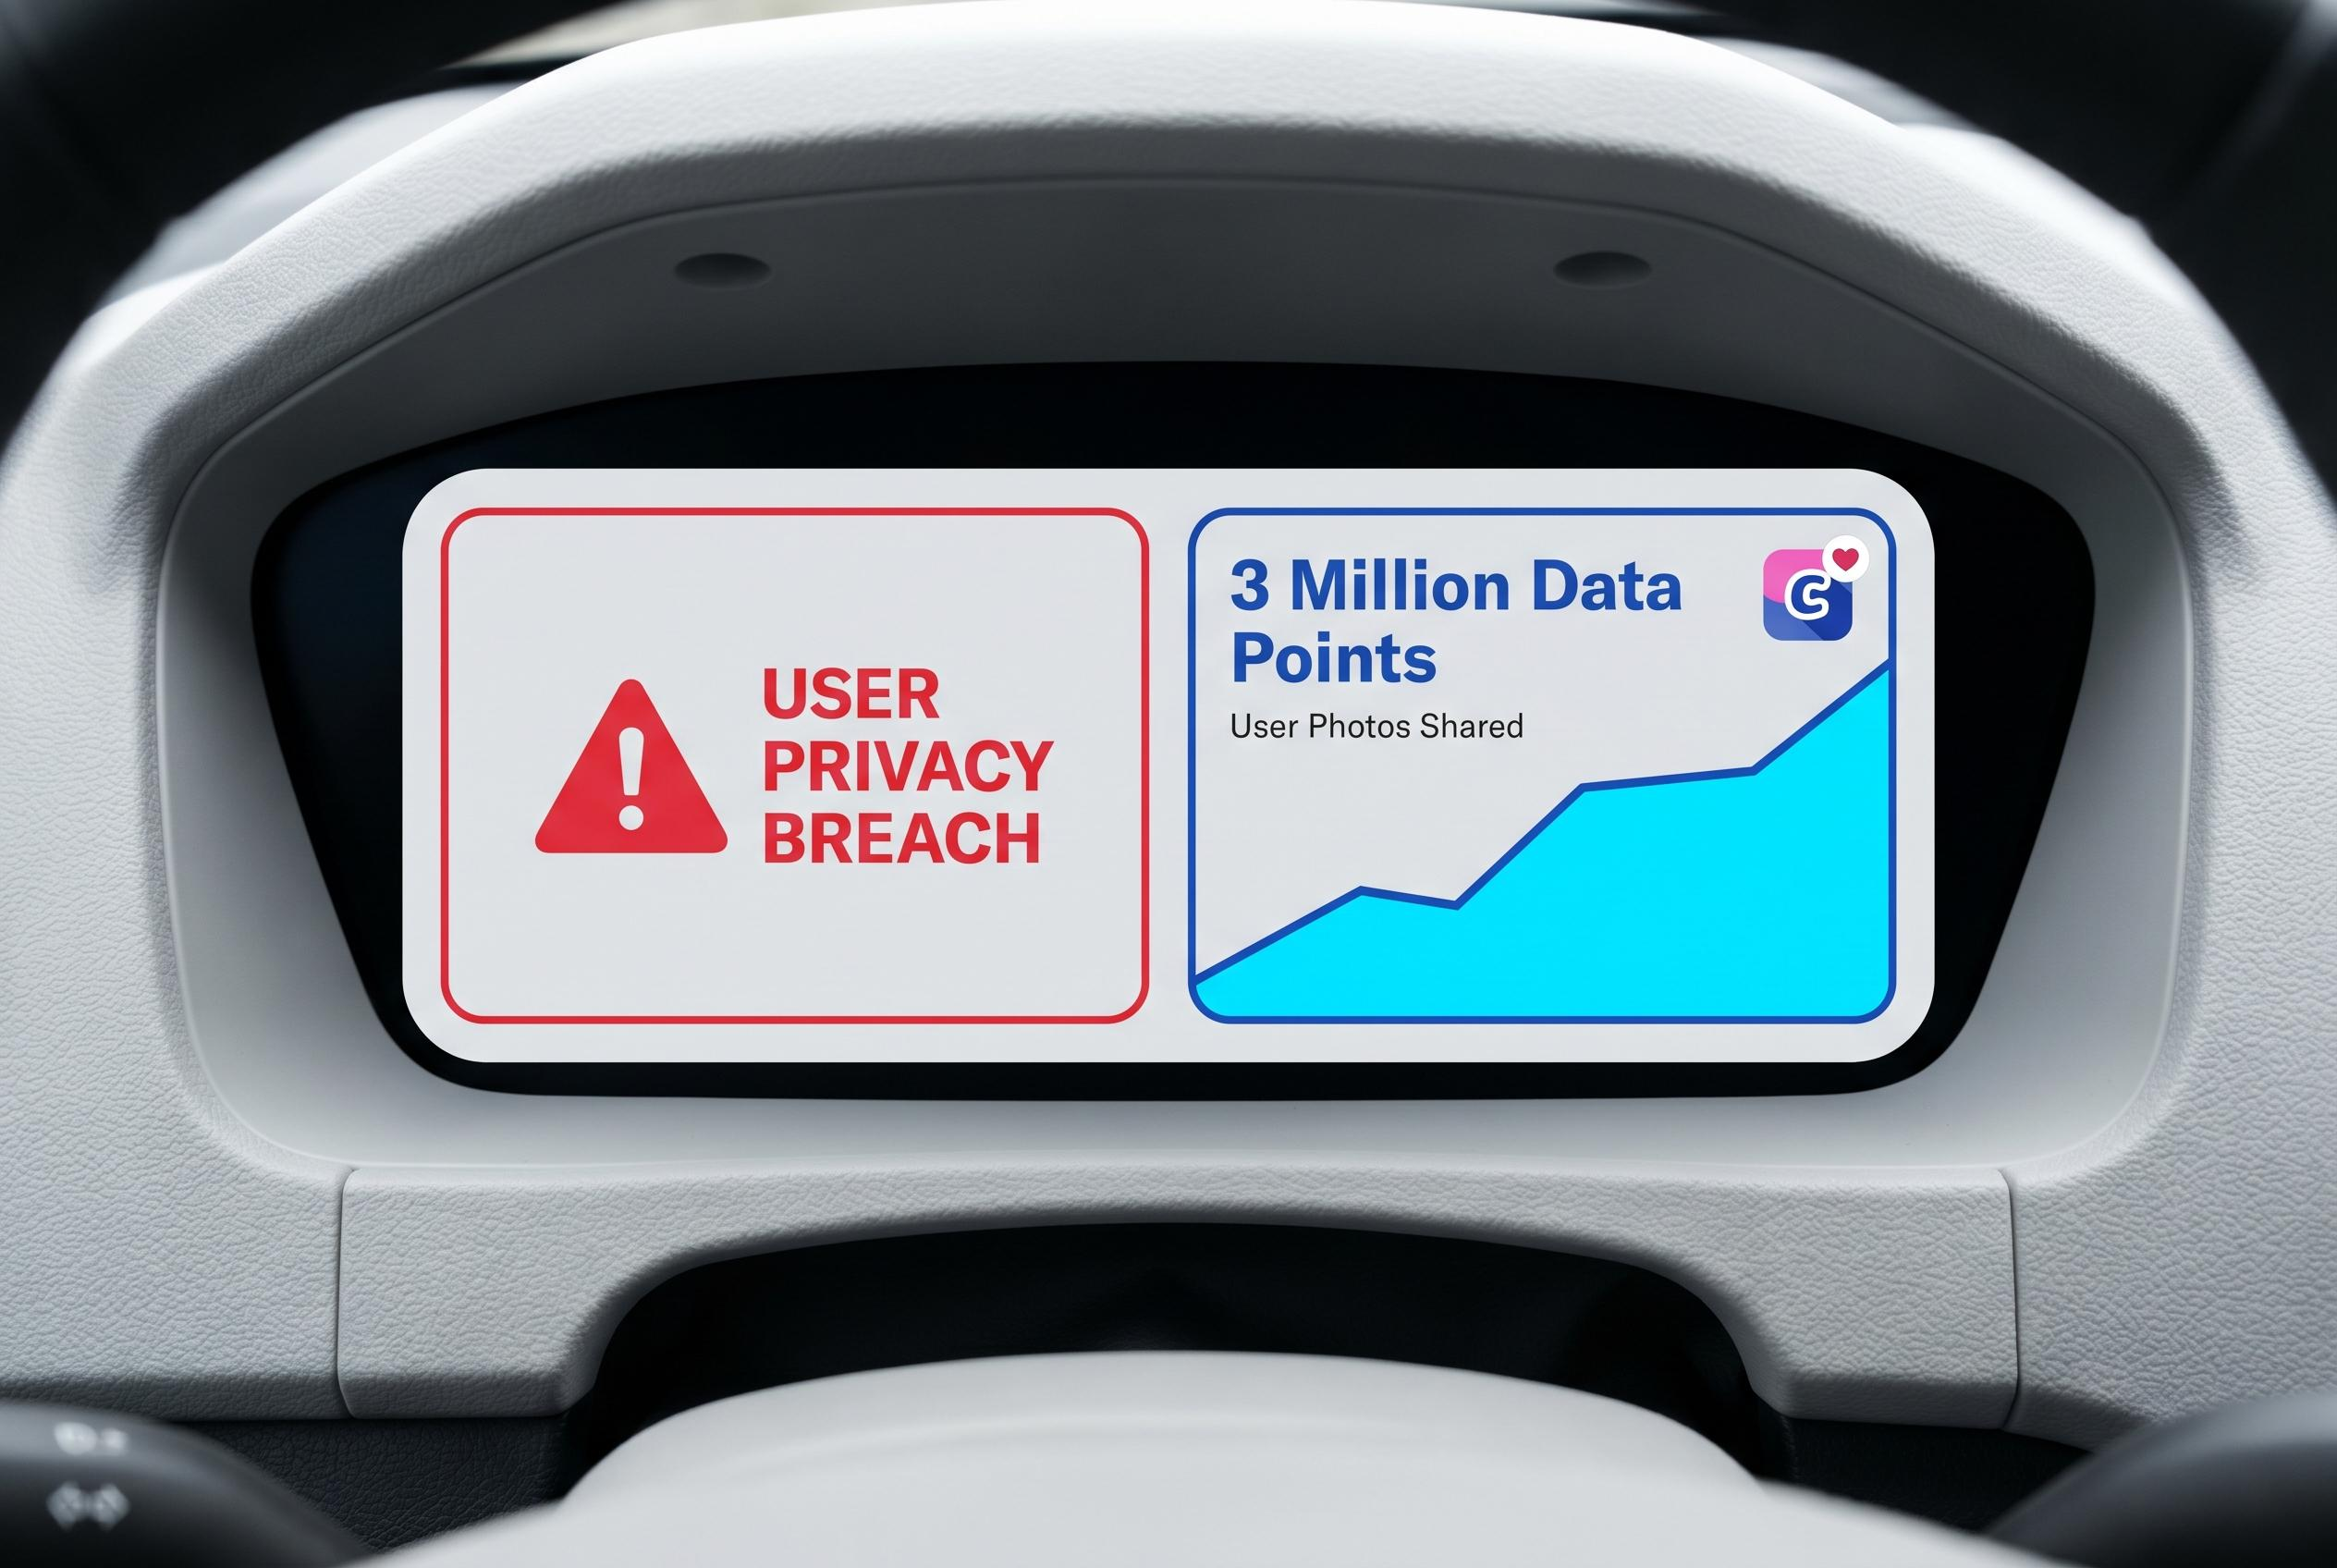 USER
PRIVACY
BREACH
3 Million Data
Points
User Photos Shared
C